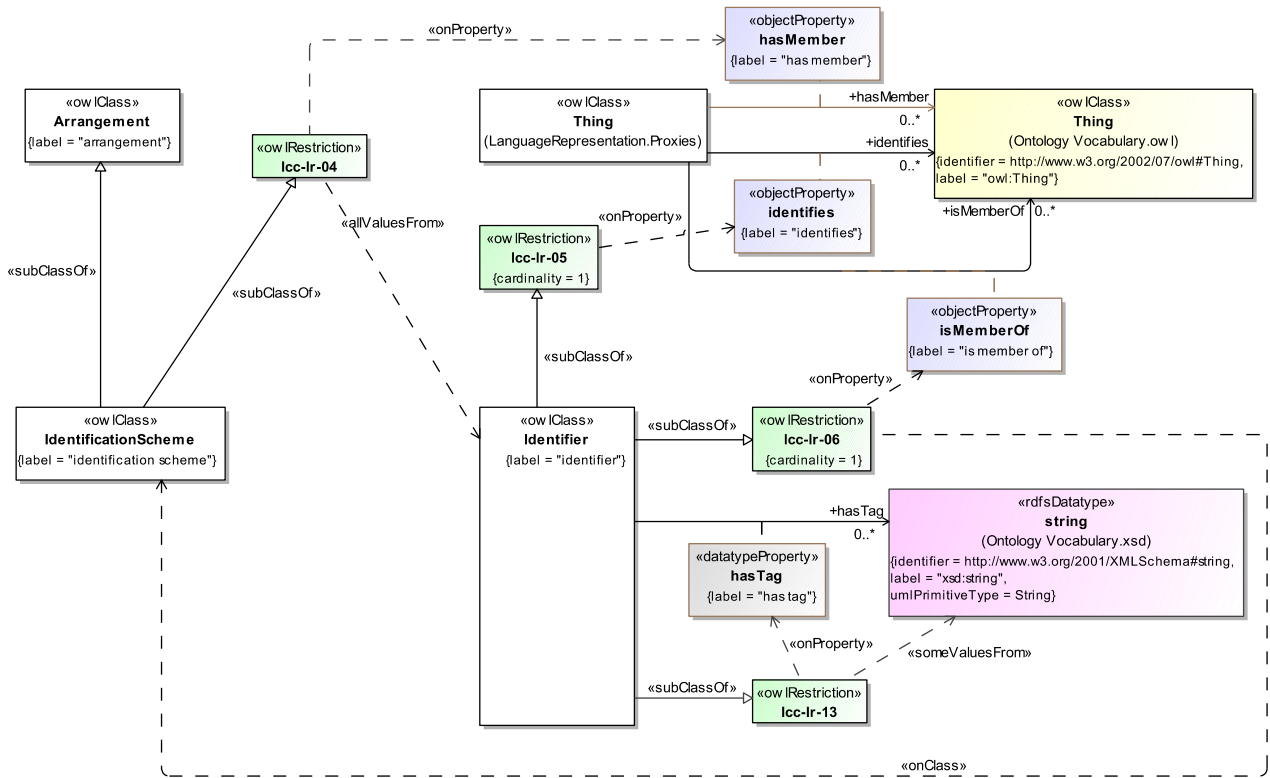 «onProperty»
«objectProperty»
hasMember
{label = "has member"}
«owlClass»
Arrangement
{label = "arrangement"}
«owlRestriction»
lcc-lr-04
«owlClass»
Thing
(LanguageRepresentation.Proxies)
+hasMember
0..*
+identifies
0..*
«owlClass»
Thing
(Ontology Vocabulary.owl)
{identifier = http://www.w3.org/2002/07/owl#Thing,
label = "owl:Thing"}
+isMemberOf
0..*
«allValuesFrom»
«onProperty»
«objectProperty»
identifies
{label = "identifies"}
«owlRestriction»
lcc-lr-05
{cardinality = 1}
«subClassOf»
«subClassOf»
«subClassOf»
«objectProperty»
isMemberOf
{label = "is member of"}
«onProperty»
«owlClass»
IdentificationScheme
{label = "identification scheme"}
«owlClass»
Identifier
{label = "identifier"}
«subClassOf»
«owlRestriction»
lcc-lr-06
{cardinality = 1}
+hasTag
0..*
«rdfsDatatype»
string
(Ontology Vocabulary.xsd)
{identifier = http://www.w3.org/2001/XMLSchema#string,
label = "xsd:string",
umlPrimitiveType = String}
«datatypeProperty»
hasTag
{label = "has tag"}
«onProperty»
«someValuesFrom»
«subClassOf»
«owlRestriction»
lcc-lr-13
«onClass»